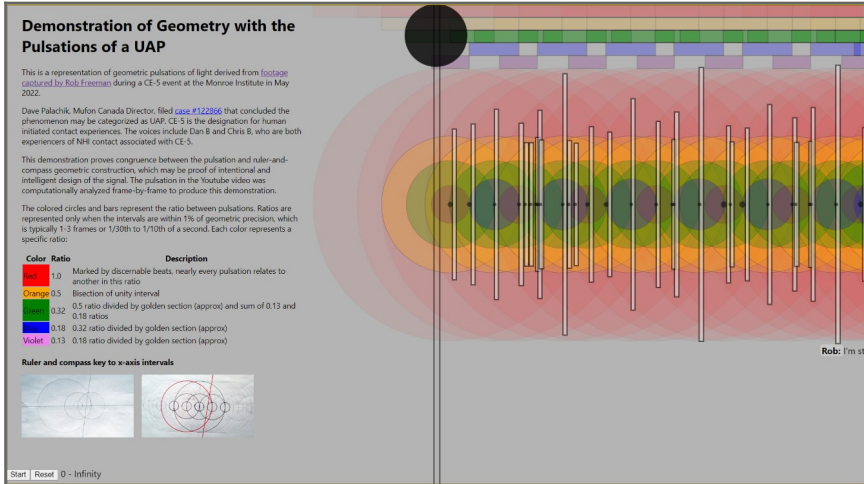 Demonstration of Geometry with the
Pulsations of a UAP
This is a representation of geometric pulsations of light derived from footage
captured by Rob Freeman during a CE-5 event at the Monroe Institute in May
2022.
Dave Palachik, Mufon Canada Director, filed case #122866 that concluded the
phenomenon may be categorized as UAP. CE-5 is the designation for human
initiated contact experiences. The voices include Dan B and Chris B, who are both
experiencers of NHI contact associated with CE-5.
This demonstration proves congruence between the pulsation and ruler-and-
compass geometric construction, which may be proof of intentional and
intelligent design of the signal. The pulsation in the Youtube video was
computationally analyzed frame-by-frame to produce this demonstration.
The colored circles and bars represent the ratio between pulsations. Ratios are
represented only when the intervals are within 1% of geometric precision, which
is typically 1-3 frames or 1/30th to 1/10th of a second. Each color represents a
specific ratio:
Color Ratio Description
Red 1.0 Marked by discernable beats, nearly every pulsation relates to
another in this ratio
Orange 0.5 Bisection of unity interval
Green 0.32 0.5 ratio divided by golden section (approx) and sum of 0.13 and
0.18 ratios
Blue 0.18 0.32 ratio divided by golden section (approx)
Violet 0.13 0.18 ratio divided by golden section (approx)
Ruler and compass key to x-axis intervals
Rob: I'm st
Start Reset 0 - Infinity